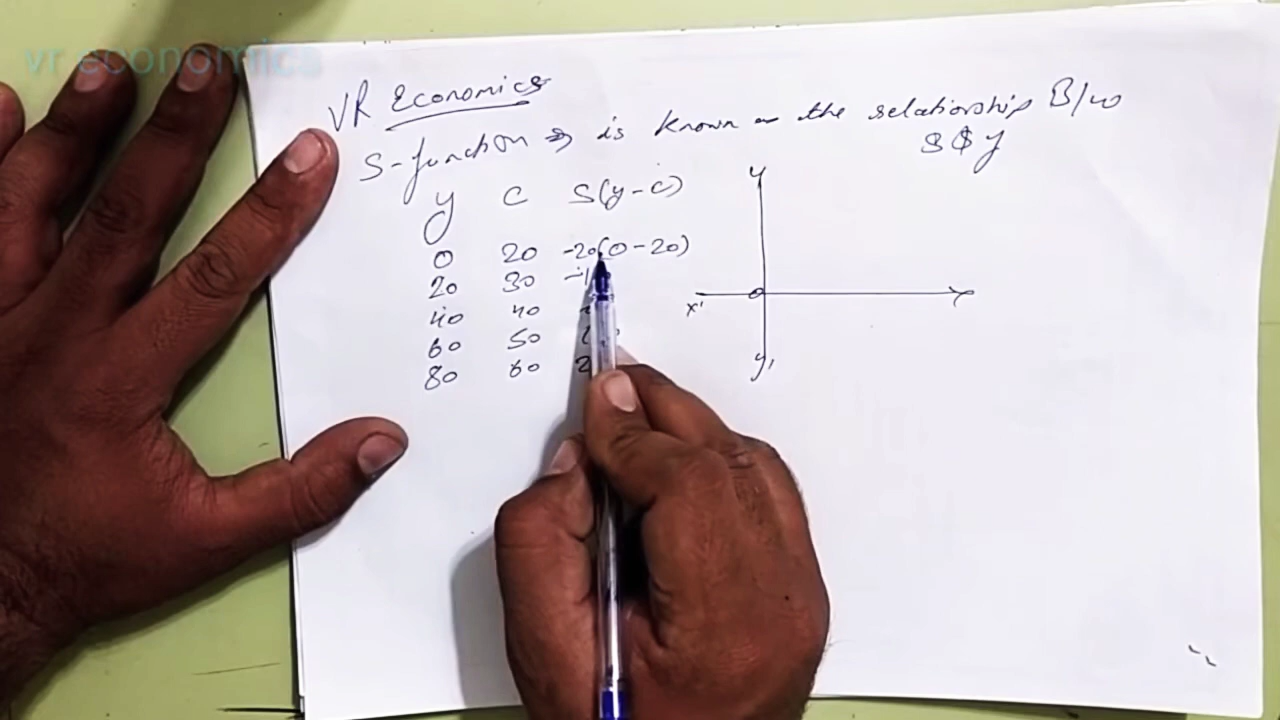 vr economics
VR Economics
S-function ⇒ is known as the relationship B/w
S & y
y C S(y-c)
0 20 -20(0-20)
20 30
40 40
60 50
80 60
y
x'
0
x
y'